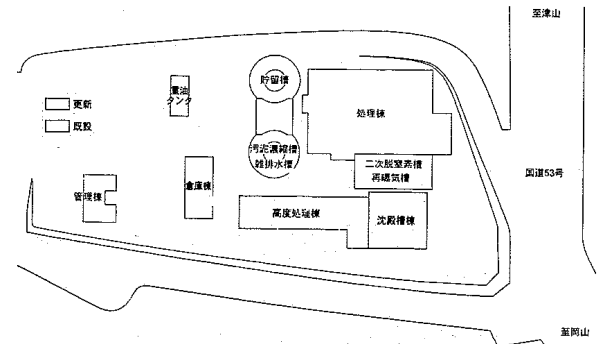 至津山
重油
タンク
貯留槽
更新
既設
処理棟
汚泥濃縮槽
雑排水槽
二次脱窒素槽
再曝気槽
国道53号
管理棟
倉庫棟
高度処理棟
沈殿槽棟
至岡山